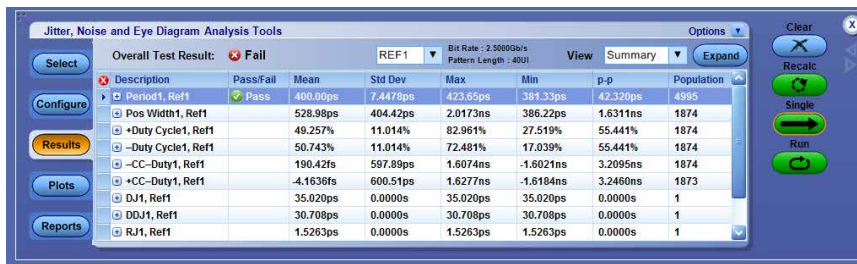 Jitter, Noise and Eye Diagram Analysis Tools
Options
Clear
X
Select
Overall Test Result: Fail
REF1
Bit Rate : 2.5000Gb/s
Pattern Length : 40UI
View
Summary
Expand
Recalc
Description Pass/Fail Mean Std Dev Max Min p-p Population
Period1, Ref1 Pass 400.00ps 7.4478ps 423.65ps 381.33ps 42.320ps 4995
Configure
Pos Width1, Ref1 528.98ps 404.42ps 2.0173ns 386.22ps 1.6311ns 1874
Single
+Duty Cycle1, Ref1 49.257% 11.014% 82.961% 27.519% 55.441% 1874
Results
−Duty Cycle1, Ref1 50.743% 11.014% 72.481% 17.039% 55.441% 1874
Run
−CC−Duty1, Ref1 190.42fs 597.89ps 1.6074ns -1.6021ns 3.2095ns 1874
Plots
+CC−Duty1, Ref1 -4.1636fs 600.51ps 1.6277ns -1.6184ns 3.2460ns 1873
DJ1, Ref1 35.020ps 0.0000s 35.020ps 35.020ps 0.0000s 1
DDJ1, Ref1 30.708ps 0.0000s 30.708ps 30.708ps 0.0000s 1
Reports
RJ1, Ref1 1.5263ps 0.0000s 1.5263ps 1.5263ps 0.0000s 1